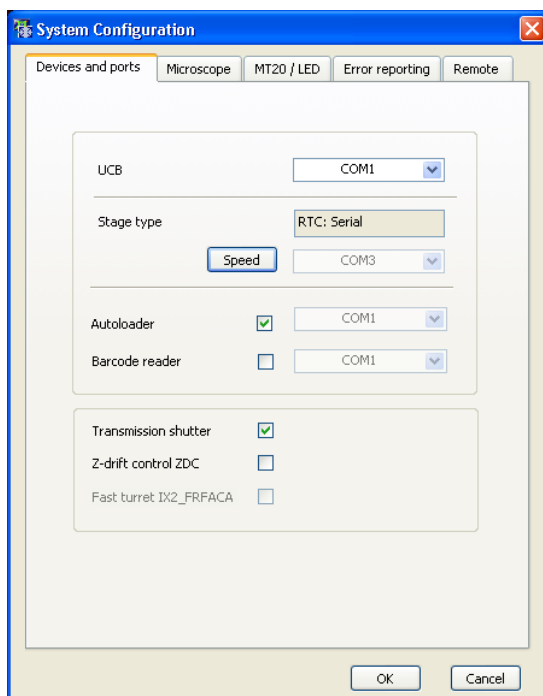 System Configuration
Devices and ports Microscope MT20 / LED Error reporting Remote
UCB COM1
Stage type RTC: Serial
Speed COM3
Autoloader COM1
Barcode reader COM1
Transmission shutter
Z-drift control ZDC
Fast turret IX2_FRFACA
OK Cancel